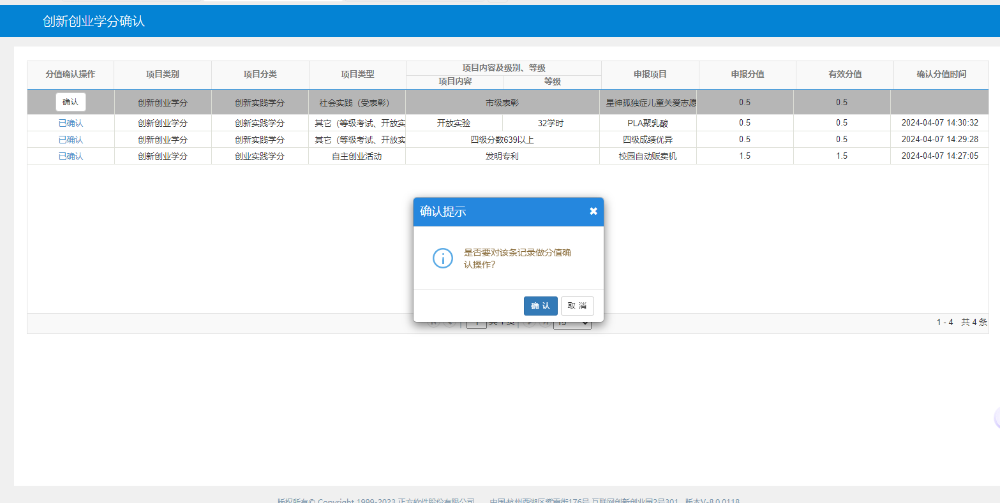 创新创业学分确认
分值确认操作 项目类别 项目分类 项目类型 项目内容及级别、等级 申报项目 申报分值 有效分值 确认分值时间
项目内容 等级
确认 创新创业学分 创新实践学分 社会实践（受表彰） 市级表彰 星神孤独症儿童关爱志愿 0.5 0.5
已确认 创新创业学分 创新实践学分 其它（等级考试、开放实 开放实验 32学时 PLA聚乳酸 0.5 0.5 2024-04-07 14:30:32
已确认 创新创业学分 创新实践学分 其它（等级考试、开放实 四级分数639以上 四级成绩优异 0.5 0.5 2024-04-07 14:29:28
已确认 创新创业学分 创业实践学分 自主创业活动 发明专利 校园自动贩卖机 1.5 1.5 2024-04-07 14:27:05
确认提示
是否要对该条记录做分值确
认操作？
确 认 取 消
1 共 1 页 15 1 - 4 共 4 条
版权所有© Copyright 1999-2023 正方软件股份有限公司 中国·杭州西湖区紫霞街176号 互联网创新创业园2号301 版本V-8.0.0118